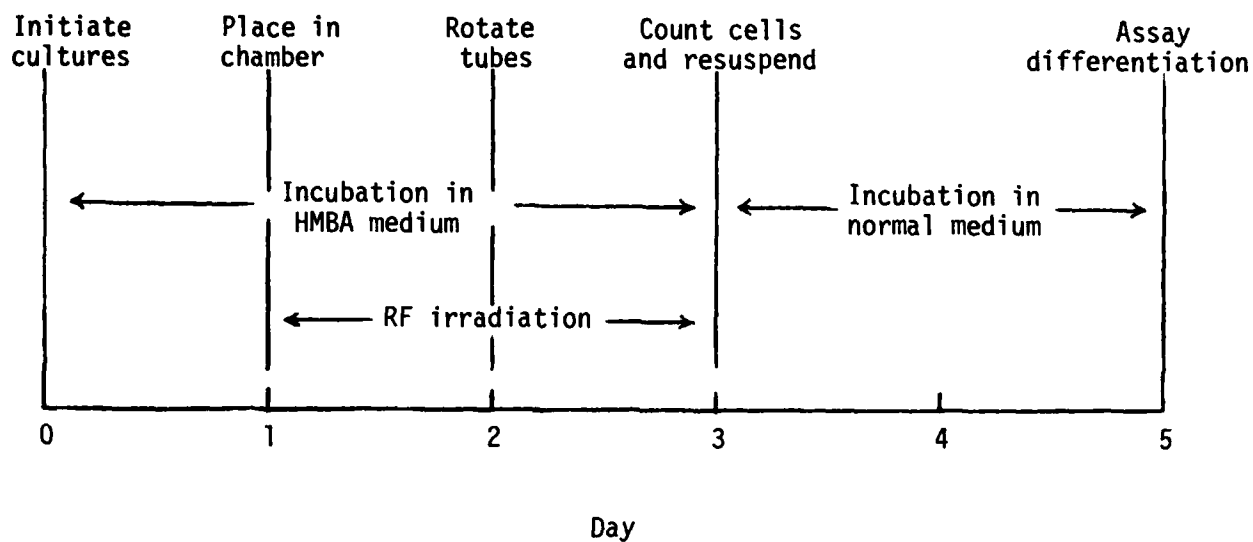 Initiate
cultures
Place in
chamber
Rotate
tubes
Count cells
and resuspend
Assay
differentiation
Incubation in
HMBA medium
Incubation in
normal medium
RF irradiation
0 1 2 3 4 5
Day